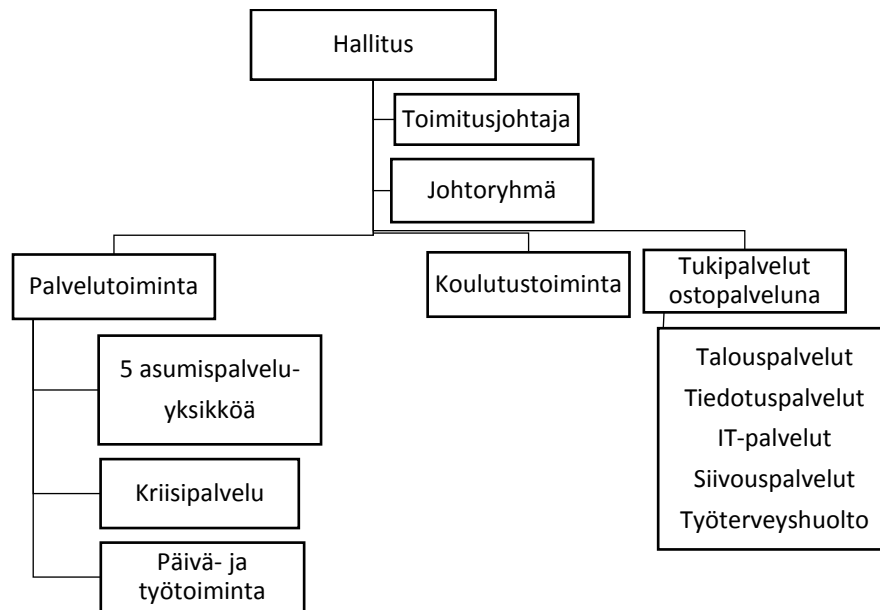 Hallitus
Toimitusjohtaja
Johtoryhmä
Palvelutoiminta
Koulutustoiminta
Tukipalvelut
ostopalveluna
5 asumispalvelu-
yksikköä
Kriisipalvelu
Päivä- ja
työtoiminta
Talouspalvelut
Tiedotuspalvelut
IT-palvelut
Siivouspalvelut
Työterveyshuolto